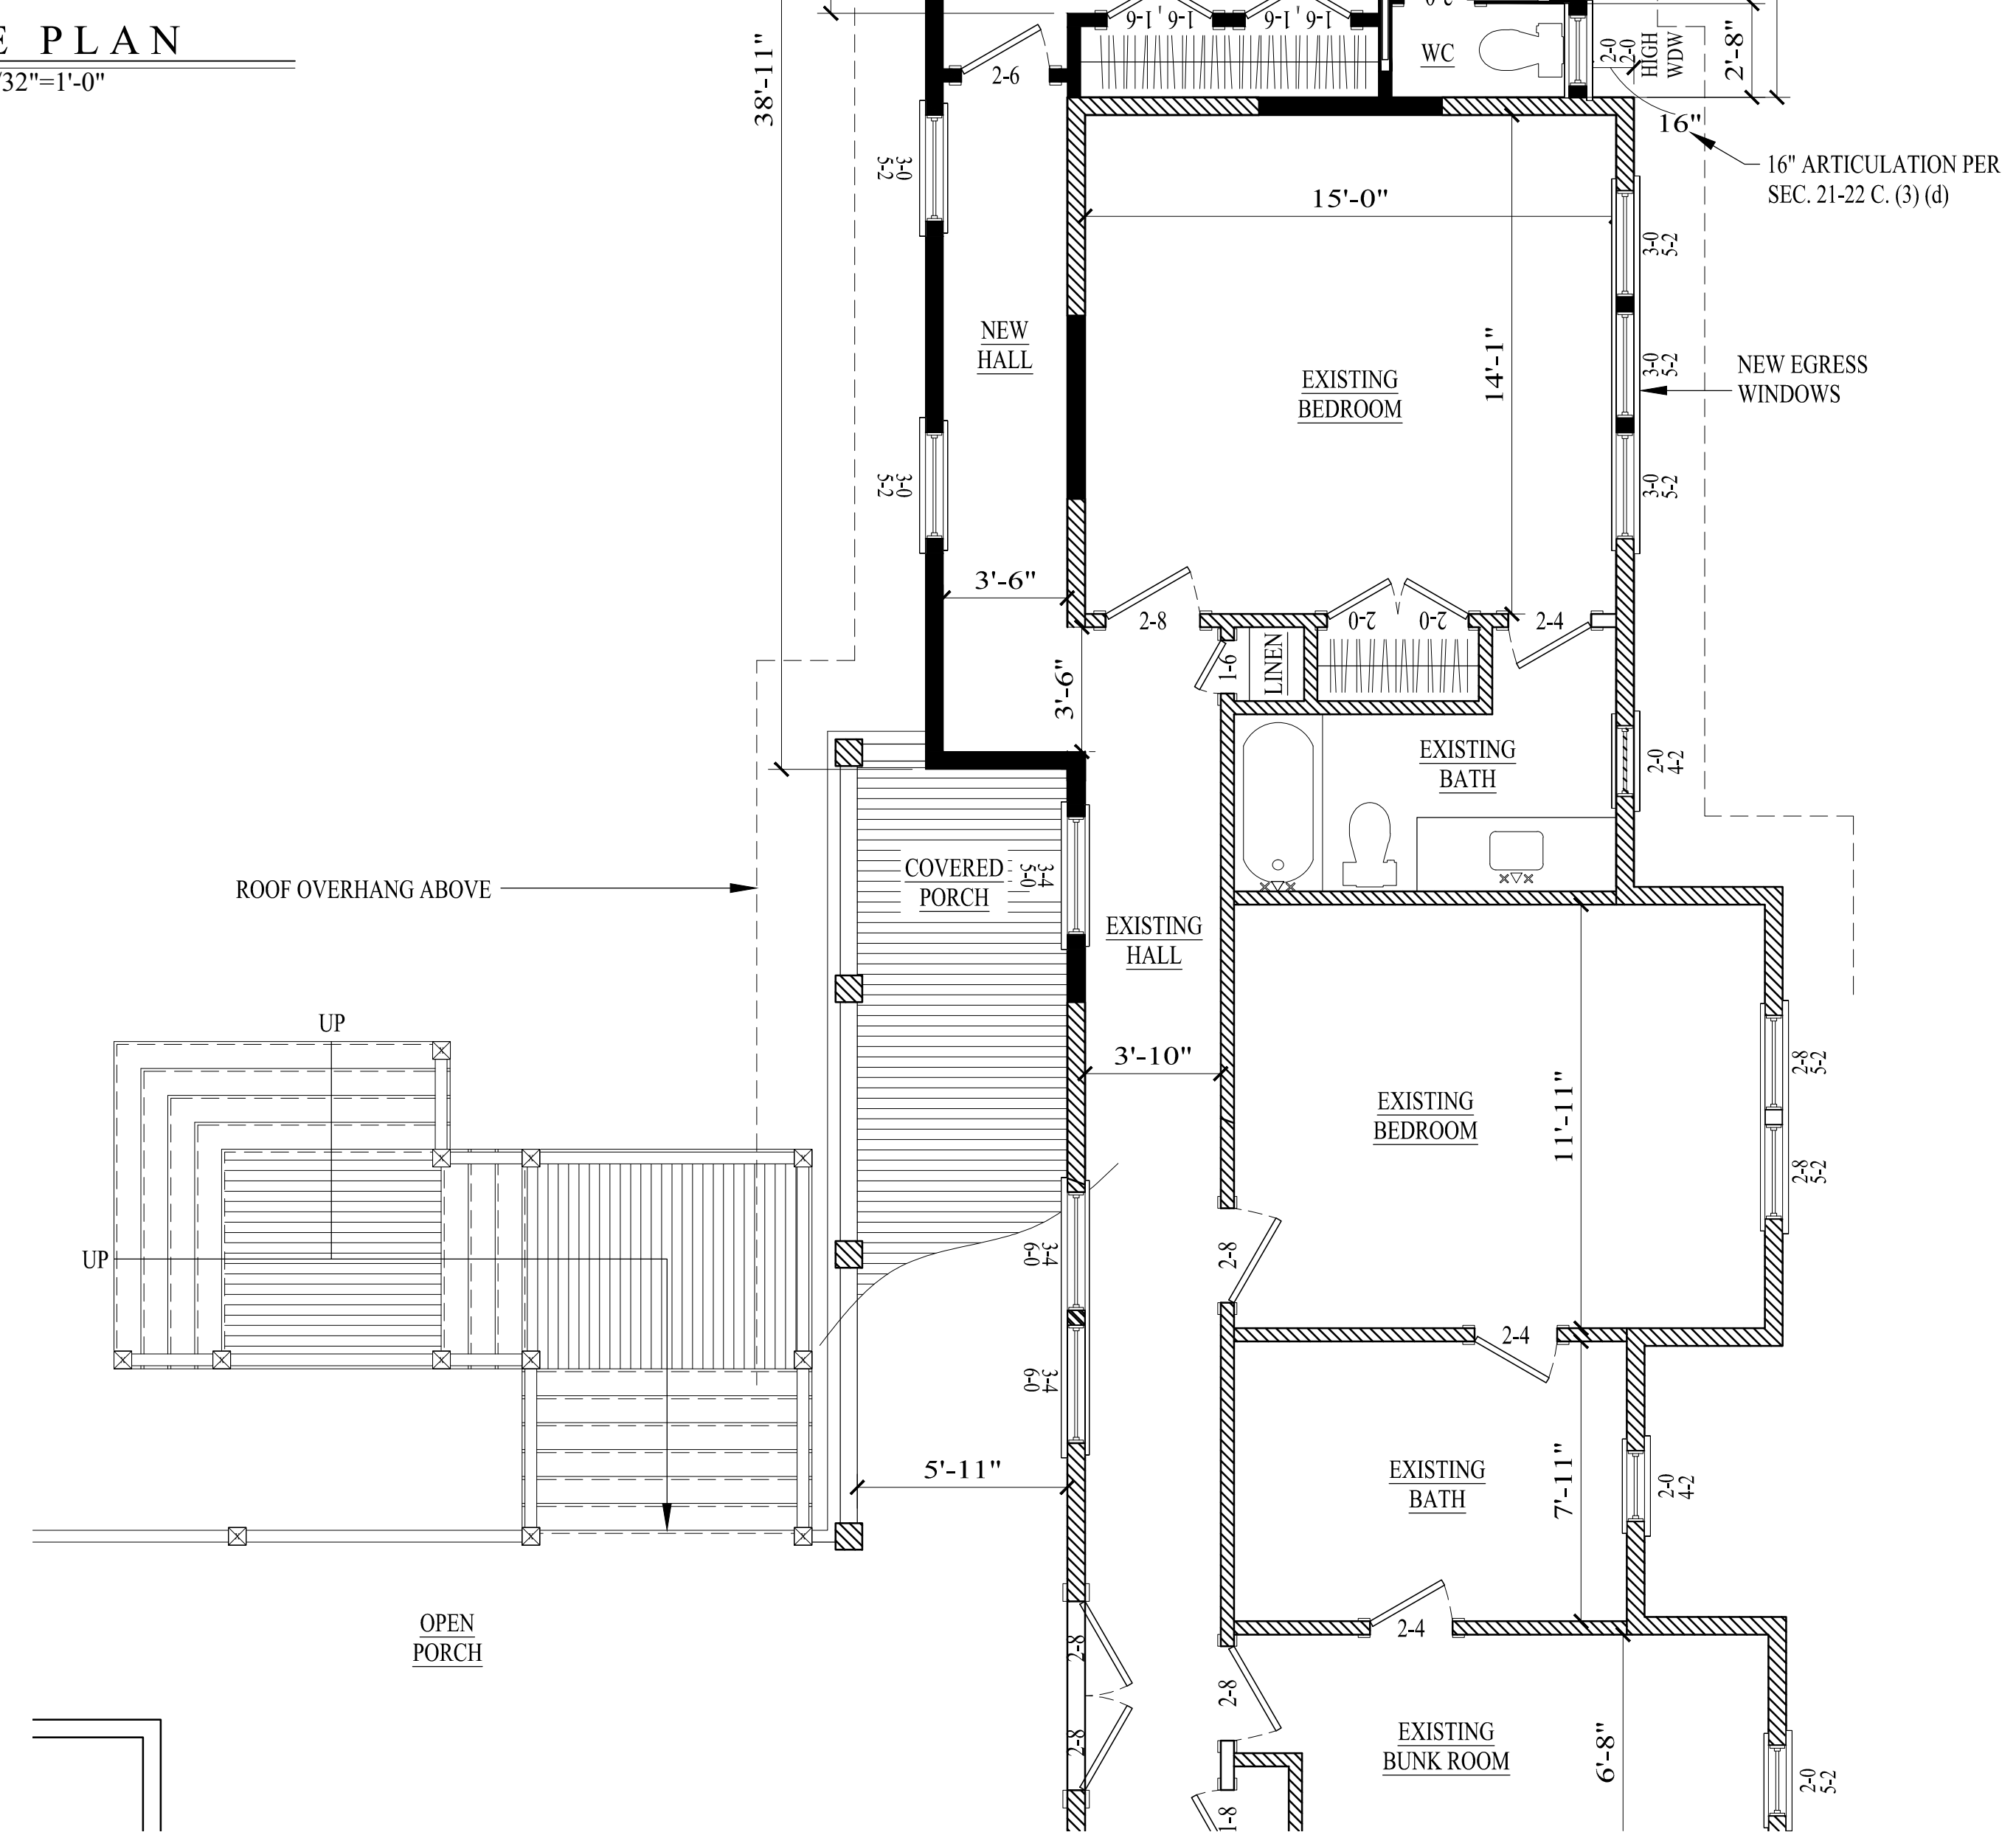 E PLAN
/32"=1'-0"
38'-11"
2-6
1-6
1-6
1-6
1-6
2-0
WC
2-0
2-0
HIGH
WDW
2'-8"
16"
16" ARTICULATION PER
SEC. 21-22 C. (3) (d)
3-0
5-2
15'-0"
3-0
5-2
NEW
HALL
EXISTING
BEDROOM
14'-1"
3-0
5-2
NEW EGRESS
WINDOWS
3-0
5-2
3-0
5-2
3'-6"
2-8
2-0
2-0
2-4
3'-6"
1-6
LINEN
EXISTING
BATH
2-0
4-2
ROOF OVERHANG ABOVE
COVERED
PORCH
3-4
5-0
EXISTING
HALL
UP
3'-10"
EXISTING
BEDROOM
11'-11"
2-8
5-2
2-8
5-2
UP
3-4
6-0
2-8
2-4
3-4
6-0
5'-11"
EXISTING
BATH
7'-11"
2-0
4-2
OPEN
PORCH
2-8
2-8
2-4
2-8
EXISTING
BUNK ROOM
6'-8"
2-0
5-2
1-8